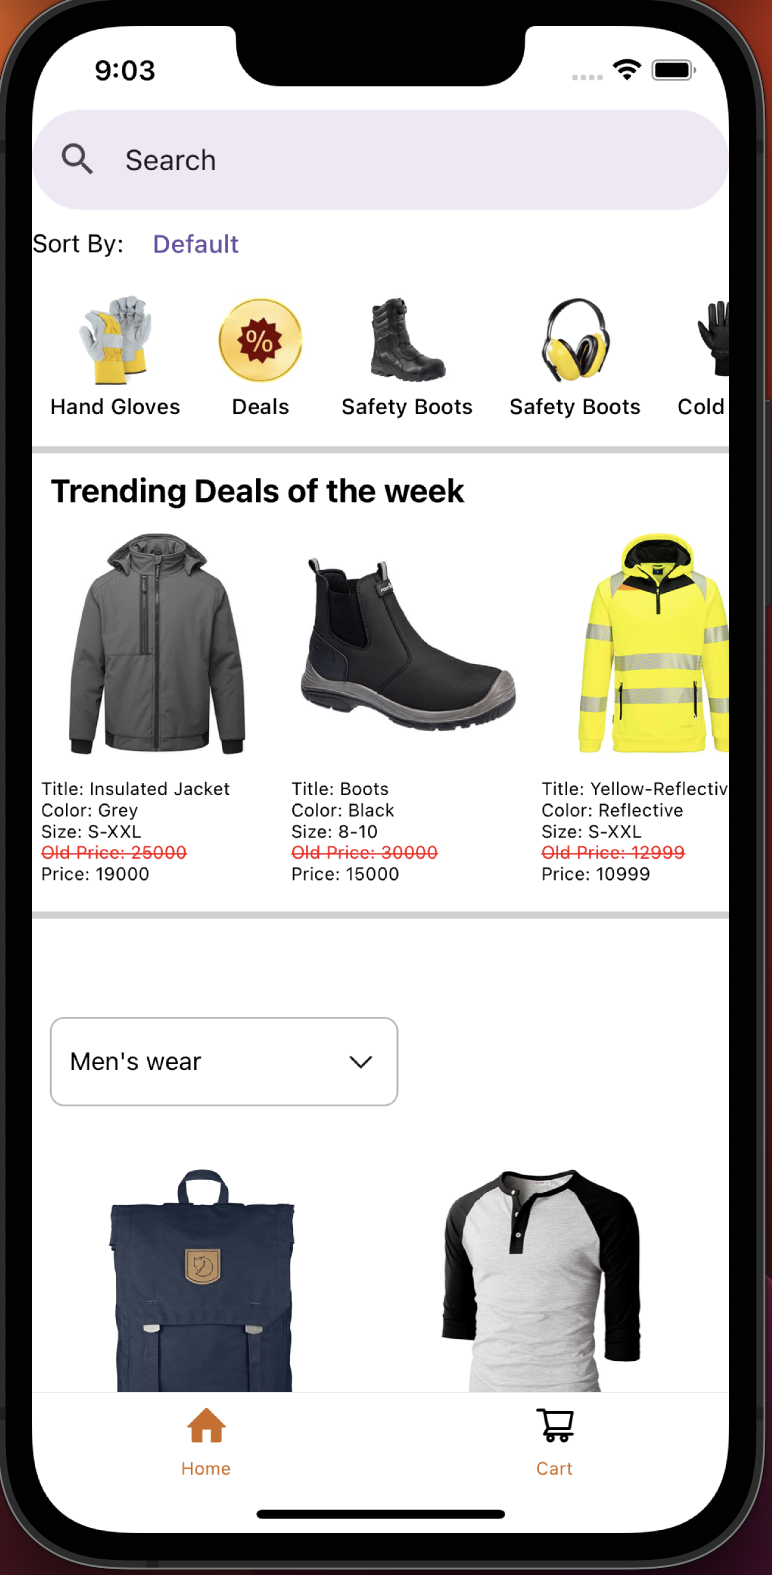 9:03
Search
Sort By: Default
%
Hand Gloves Deals Safety Boots Safety Boots Cold
Trending Deals of the week
Title: Insulated Jacket
Color: Grey
Size: S-XXL
Old Price: 25000
Price: 19000
Title: Boots
Color: Black
Size: 8-10
Old Price: 30000
Price: 15000
Title: Yellow-Reflectiv
Color: Reflective
Size: S-XXL
Old Price: 12999
Price: 10999
Men's wear
Home Cart